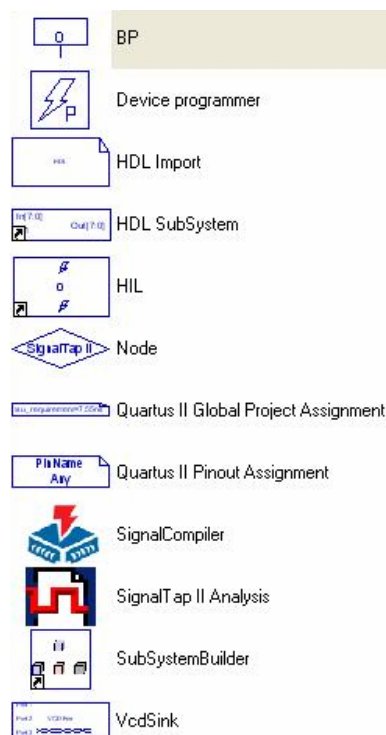 BP
Device programmer
HDL Import
In[7:0] Out[7:0] HDL SubSystem
HIL
SignalTap II Node
Quartus II Global Project Assignment
Pin Name
Any
Quartus II Pinout Assignment
SignalCompiler
SignalTap II Analysis
SubSystemBuilder
VcdSink